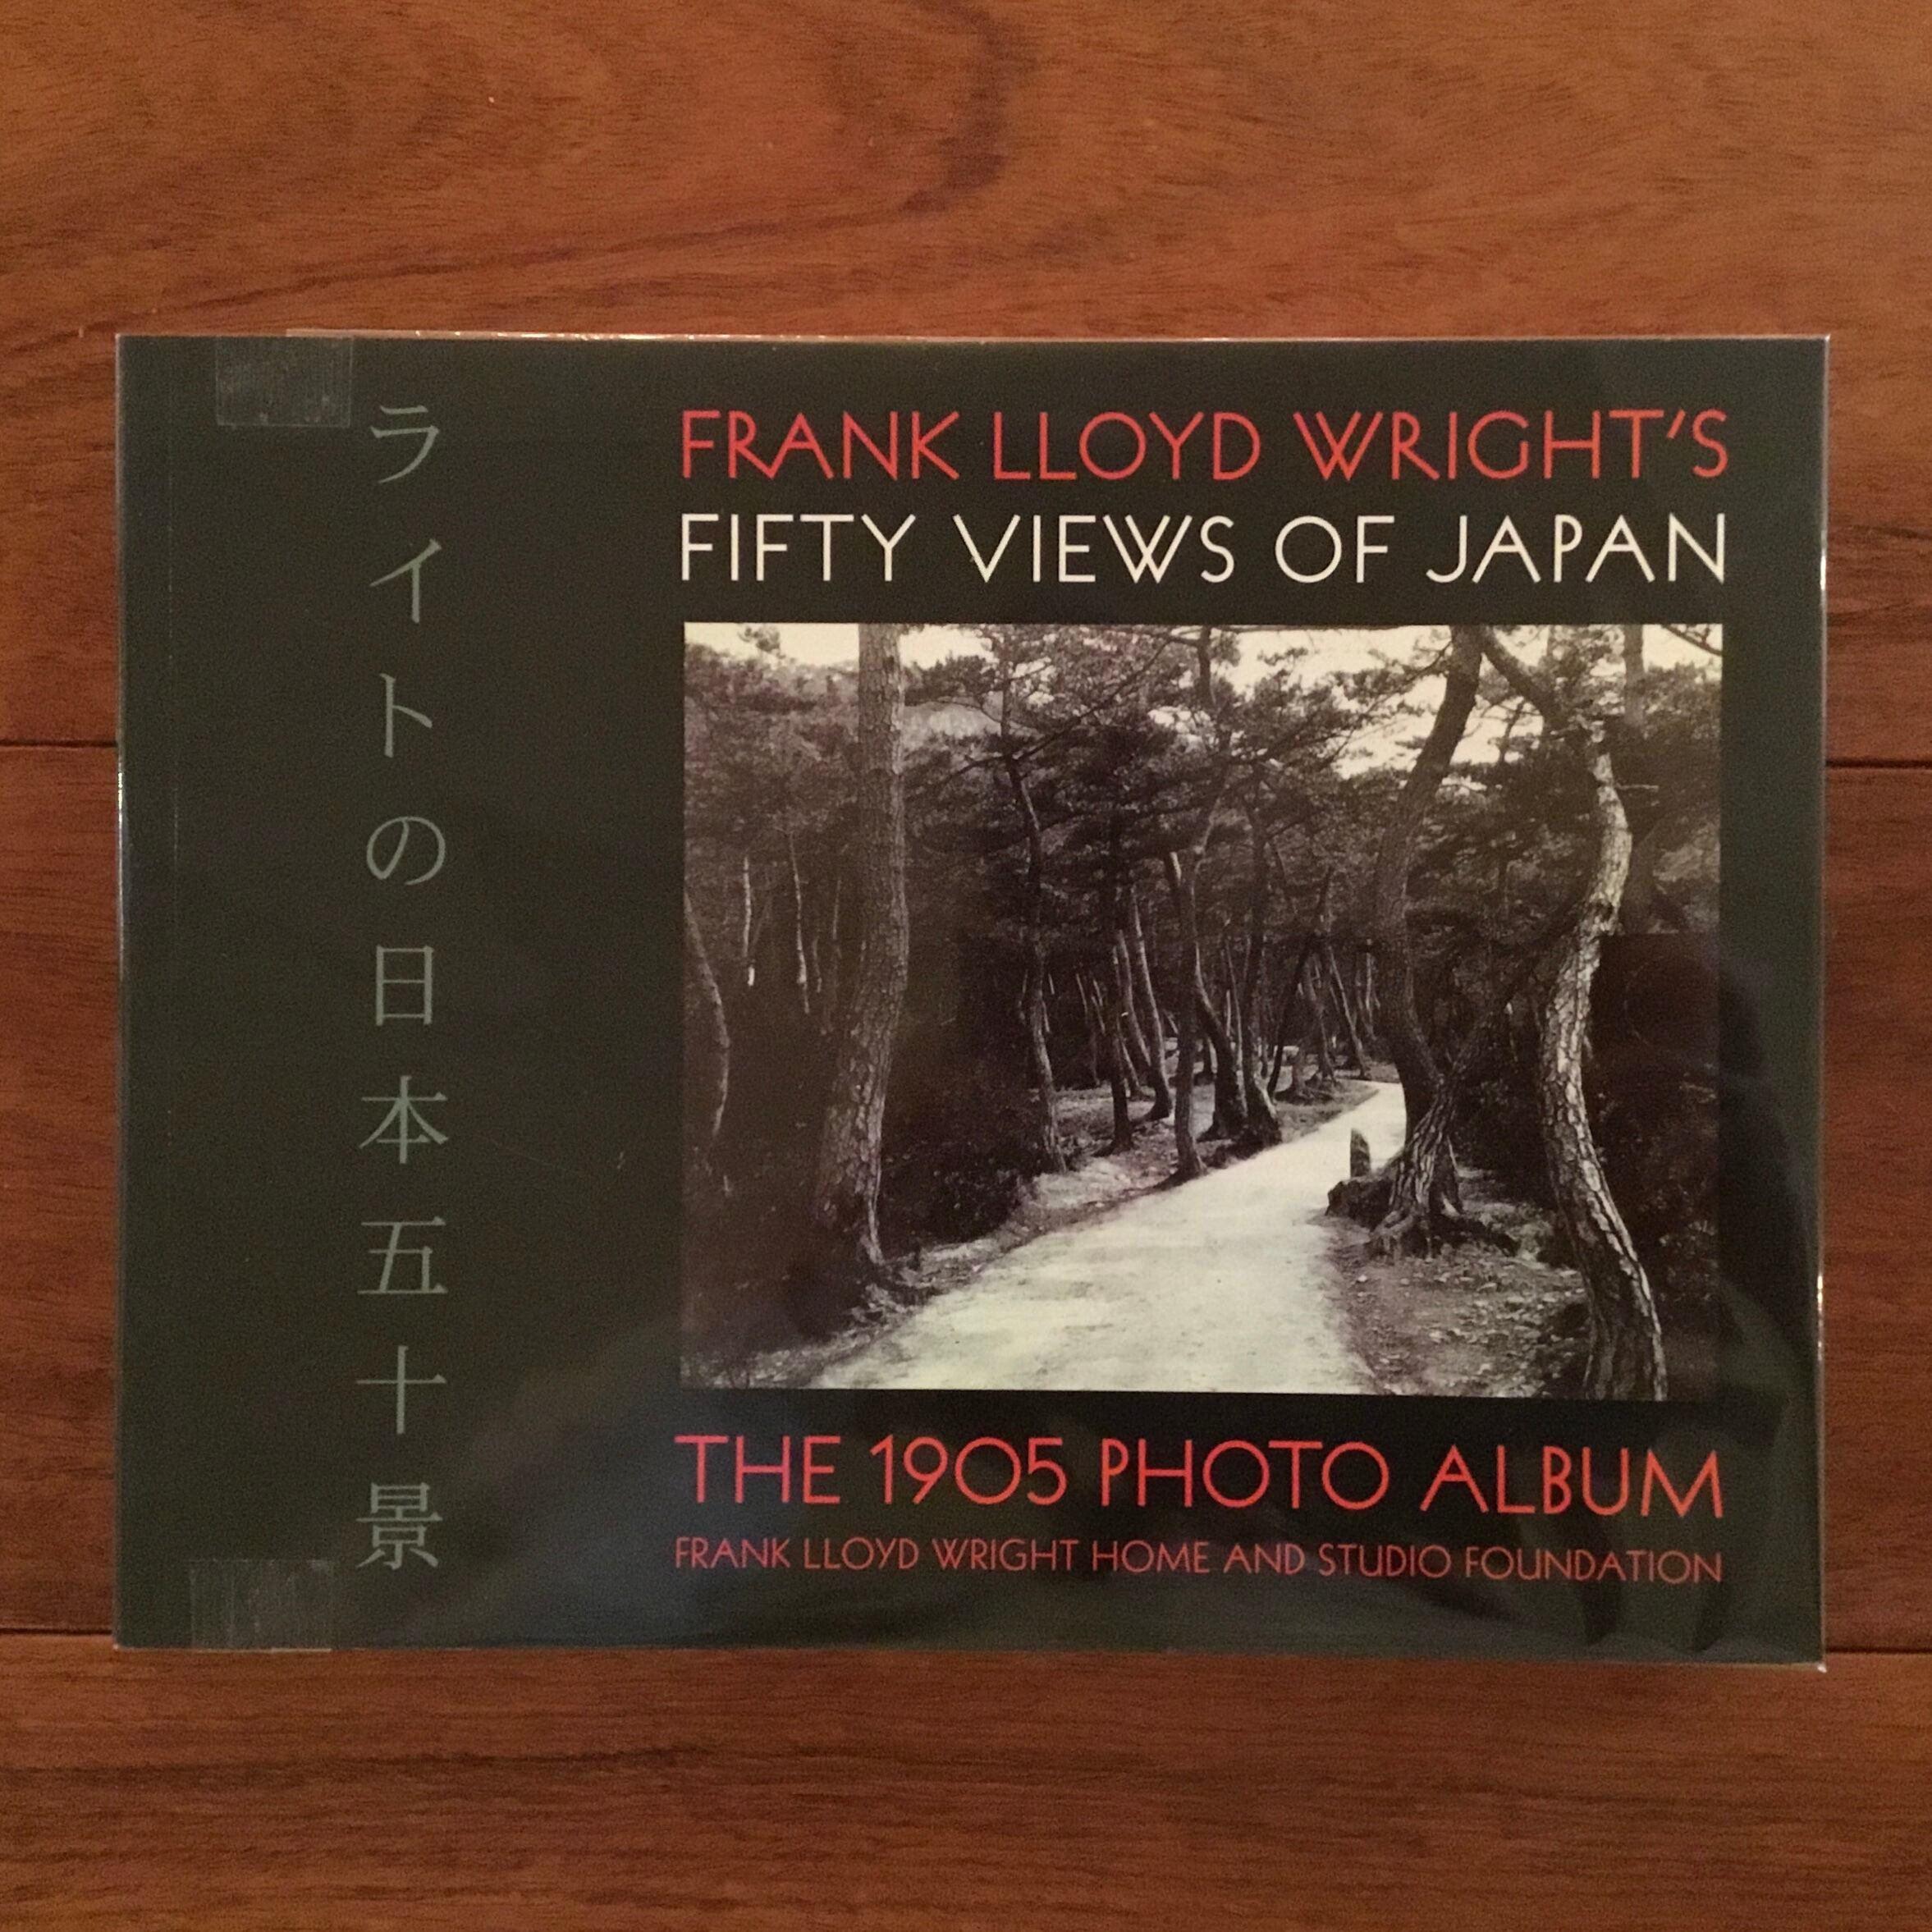 ライトの日本五十景
FRANK LLOYD WRIGHT'S
FIFTY VIEWS OF JAPAN
THE 1905 PHOTO ALBUM
FRANK LLOYD WRIGHT HOME AND STUDIO FOUNDATION